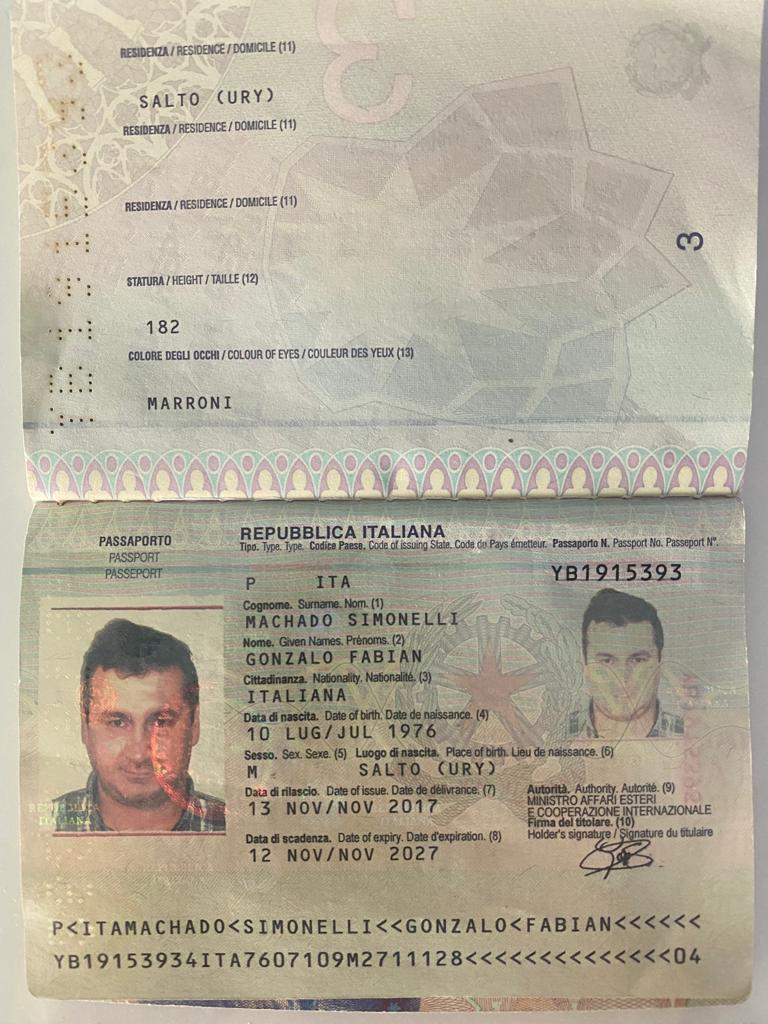 RESIDENZA / RESIDENCE / DOMICILE (11)
SALTO (URY)
RESIDENZA / RESIDENCE / DOMICILE (11)
RESIDENZA / RESIDENCE / DOMICILE (11)
3
3
STATURA / HEIGHT / TAILLE (12)
182
COLORE DEGLI OCCHI / COLOUR OF EYES / COULEUR DES YEUX (13)
MARRONI
PASSAPORTO
PASSPORT
PASSEPORT
REPUBBLICA ITALIANA
Tipo. Type. Type. Codice Paese. Code of issuing State. Code du Pays émetteur. Passaporto N. Passport No. Passeport N°.
P ITA YB1915393
Cognome. Surname. Nom. (1)
MACHADO SIMONELLI
Nome. Given Names. Prénoms. (2)
GONZALO FABIAN
Cittadinanza. Nationality. Nationalité. (3)
ITALIANA
Data di nascita. Date of birth. Date de naissance. (4)
10 LUG/JUL 1976
Sesso. Sex. Sexe. (5) Luogo di nascita. Place of birth. Lieu de naissance. (6)
M SALTO (URY)
Data di rilascio. Date of issue. Date de délivrance. (7)
13 NOV/NOV 2017
Autorità. Authority. Autorité. (9)
MINISTRO AFFARI ESTERI
E COOPERAZIONE INTERNAZIONALE
Data di scadenza. Date of expiry. Date d'expiration. (8)
12 NOV/NOV 2027
Firma del titolare. (10)
Holder's signature / Signature du titulaire
REPUBBLICA
ITALIANA
P<ITAMACHADO<SIMONELLI<<GONZALO<FABIAN<<<<<<
YB19153934ITA7607109M2711128<<<<<<<<<<<<<<04